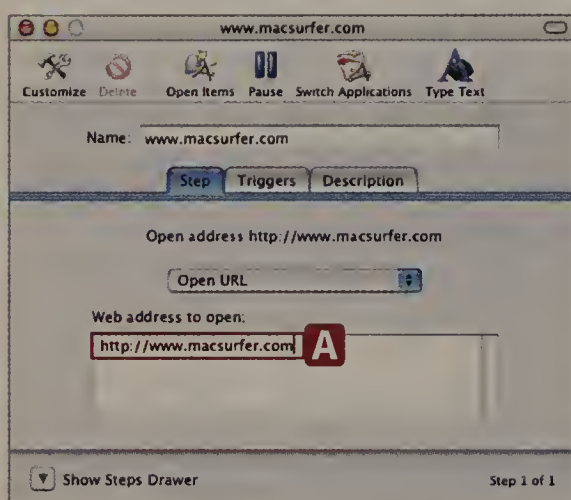 www.macsurfer.com
Customize Delete Open Items Pause Switch Applications Type Text
Name: www.macsurfer.com
Step Triggers Description
Open address http://www.macsurfer.com
Open URL
Web address to open:
http://www.macsurfer.com A
Show Steps Drawer Step 1 of 1